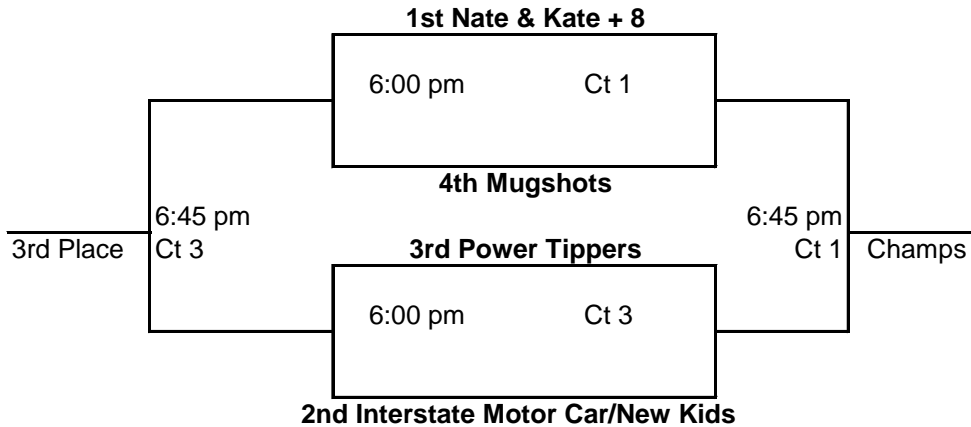 1st Nate & Kate + 8
6:00 pm Ct 1
4th Mugshots
6:45 pm 6:45 pm
3rd Place Ct 3 3rd Power Tippers Ct 1 Champs
6:00 pm Ct 3
2nd Interstate Motor Car/New Kids